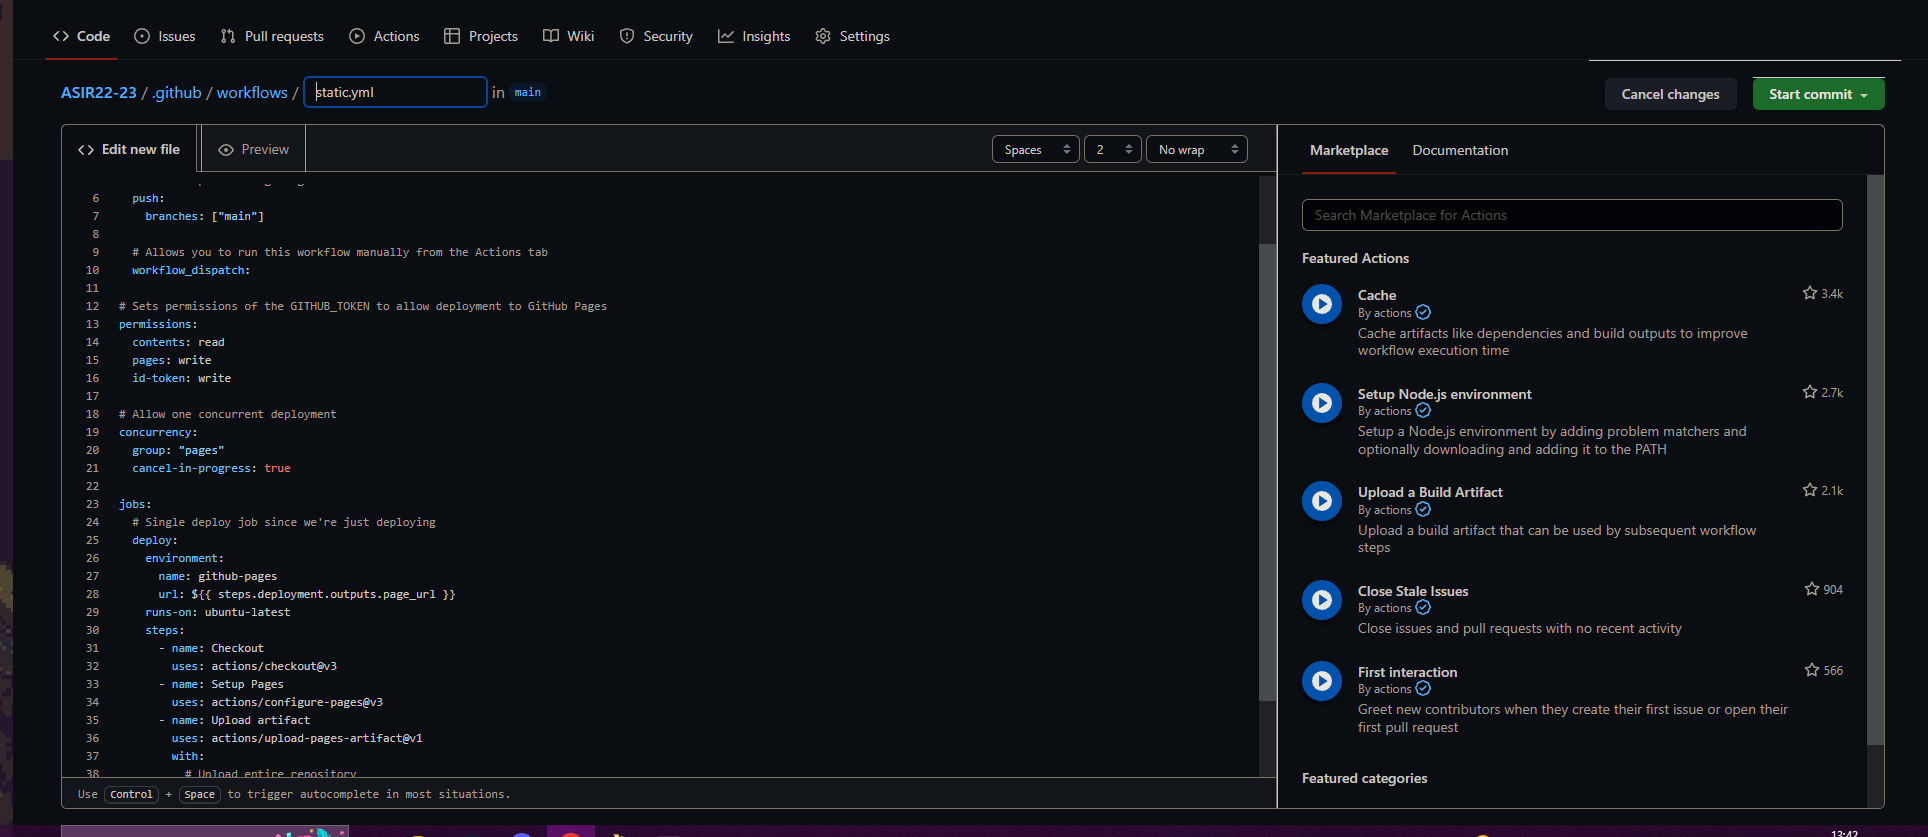 Code Issues Pull requests Actions Projects Wiki Security Insights Settings
ASIR22-23 / .github / workflows / static.yml in main
Cancel changes Start commit
Edit new file Preview
Spaces 2 No wrap
6 push:
7 branches: ["main"]
8
9 # Allows you to run this workflow manually from the Actions tab
10 workflow_dispatch:
11
12 # Sets permissions of the GITHUB_TOKEN to allow deployment to GitHub Pages
13 permissions:
14 contents: read
15 pages: write
16 id-token: write
17
18 # Allow one concurrent deployment
19 concurrency:
20 group: "pages"
21 cancel-in-progress: true
22
23 jobs:
24 # Single deploy job since we're just deploying
25 deploy:
26 environment:
27 name: github-pages
28 url: ${{ steps.deployment.outputs.page_url }}
29 runs-on: ubuntu-latest
30 steps:
31 - name: Checkout
32 uses: actions/checkout@v3
33 - name: Setup Pages
34 uses: actions/configure-pages@v3
35 - name: Upload artifact
36 uses: actions/upload-pages-artifact@v1
37 with:
38 # Upload entire repository
Use Control + Space to trigger autocomplete in most situations.
Marketplace Documentation
Search Marketplace for Actions
Featured Actions
Cache 3.4k
By actions
Cache artifacts like dependencies and build outputs to improve
workflow execution time
Setup Node.js environment 2.7k
By actions
Setup a Node.js environment by adding problem matchers and
optionally downloading and adding it to the PATH
Upload a Build Artifact 2.1k
By actions
Upload a build artifact that can be used by subsequent workflow
steps
Close Stale Issues 904
By actions
Close issues and pull requests with no recent activity
First interaction 566
By actions
Greet new contributors when they create their first issue or open their
first pull request
Featured categories
13:42